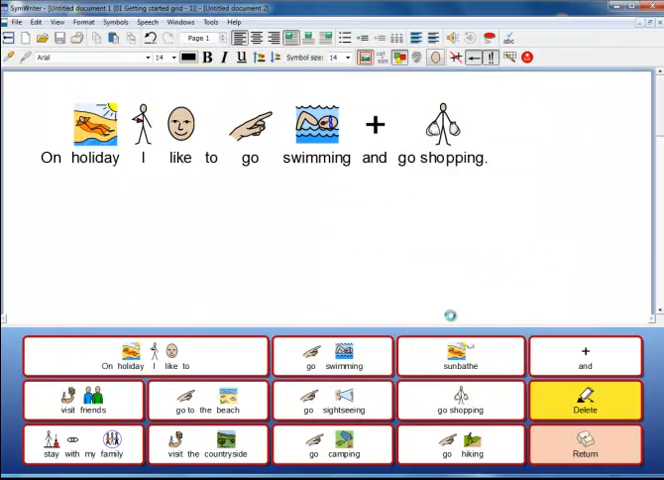 SymWriter - [Untitled document 1 (01 Getting started grid - 1)] - [Untitled document 2]
File Edit View Format Symbols Speech Windows Tools Help
Page 1
Arial 14 B I U Symbol size: 14
On holiday I like to go swimming and go shopping.
On holiday I like to go swimming sunbathe and
visit friends go to the beach go sightseeing go shopping Delete
stay with my family visit the countryside go camping go hiking Return